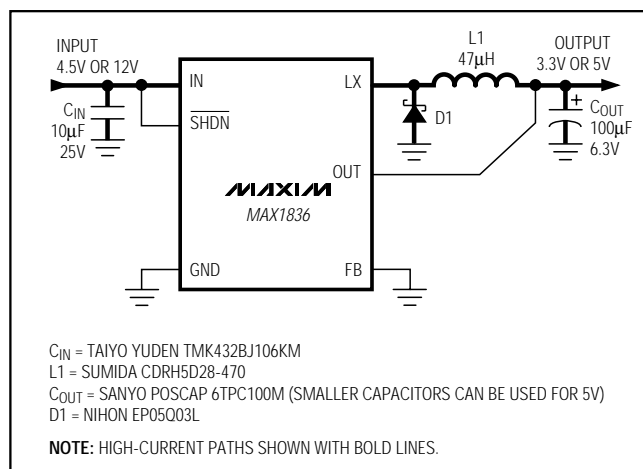 INPUT
4.5V OR 12V
L1
47μH
OUTPUT
3.3V OR 5V
IN
LX
CIN
10μF
25V
SHDN
D1
+
COUT
100μF
6.3V
OUT
MAXIM
MAX1836
GND
FB
CIN = TAIYO YUDEN TMK432BJ106KM
L1 = SUMIDA CDRH5D28-470
COUT = SANYO POSCAP 6TPC100M (SMALLER CAPACITORS CAN BE USED FOR 5V)
D1 = NIHON EP05Q03L
NOTE: HIGH-CURRENT PATHS SHOWN WITH BOLD LINES.